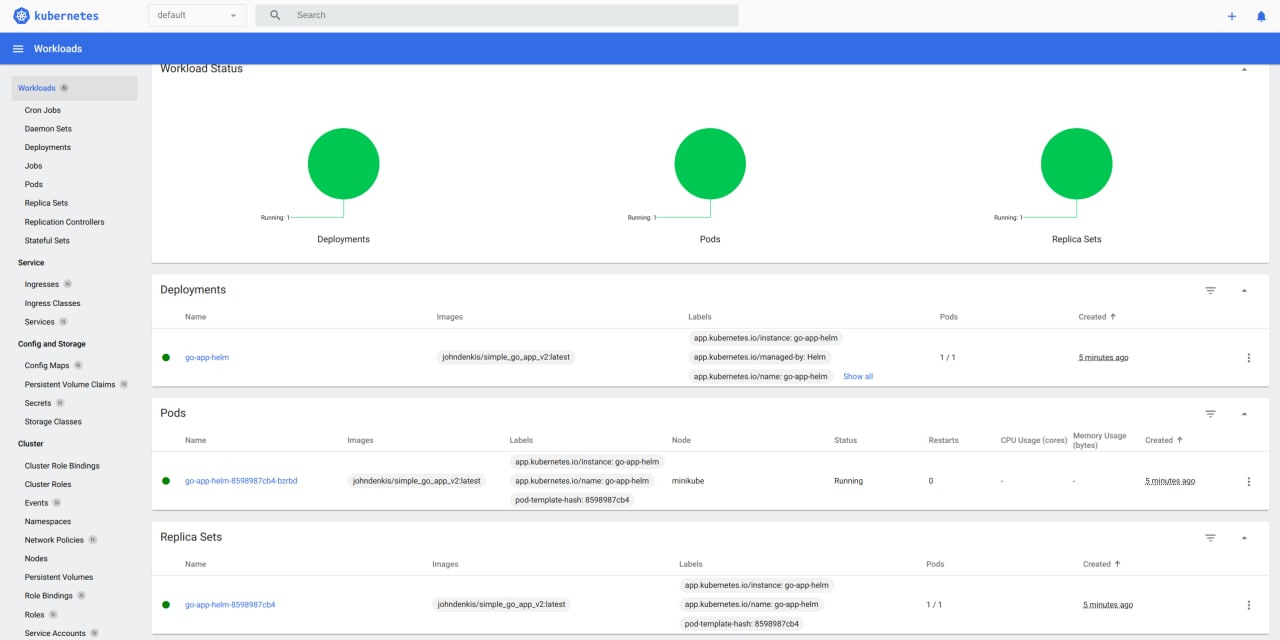 kubernetes
default
Search
Workloads
Workloads N
Cron Jobs
Daemon Sets
Deployments
Jobs
Pods
Replica Sets
Replication Controllers
Stateful Sets
Service
Ingresses N
Ingress Classes
Services N
Config and Storage
Config Maps N
Persistent Volume Claims N
Secrets N
Storage Classes
Cluster
Cluster Role Bindings
Cluster Roles
Events N
Namespaces
Network Policies N
Nodes
Persistent Volumes
Role Bindings N
Roles N
Service Accounts N
Workload Status
Running: 1 Running: 1 Running: 1
Deployments Pods Replica Sets
Deployments
Name Images Labels Pods Created
app.kubernetes.io/instance: go-app-helm
go-app-helm johndenkis/simple_go_app_v2:latest app.kubernetes.io/managed-by: Helm 1 / 1 5 minutes ago
app.kubernetes.io/name: go-app-helm Show all
Pods
Name Images Labels Node Status Restarts CPU Usage (cores) Memory Usage (bytes) Created
app.kubernetes.io/instance: go-app-helm
go-app-helm-8598987cb4-bzrbd johndenkis/simple_go_app_v2:latest app.kubernetes.io/name: go-app-helm minikube Running 0 - - 5 minutes ago
pod-template-hash: 8598987cb4
Replica Sets
Name Images Labels Pods Created
app.kubernetes.io/instance: go-app-helm
go-app-helm-8598987cb4 johndenkis/simple_go_app_v2:latest app.kubernetes.io/name: go-app-helm 1 / 1 5 minutes ago
pod-template-hash: 8598987cb4